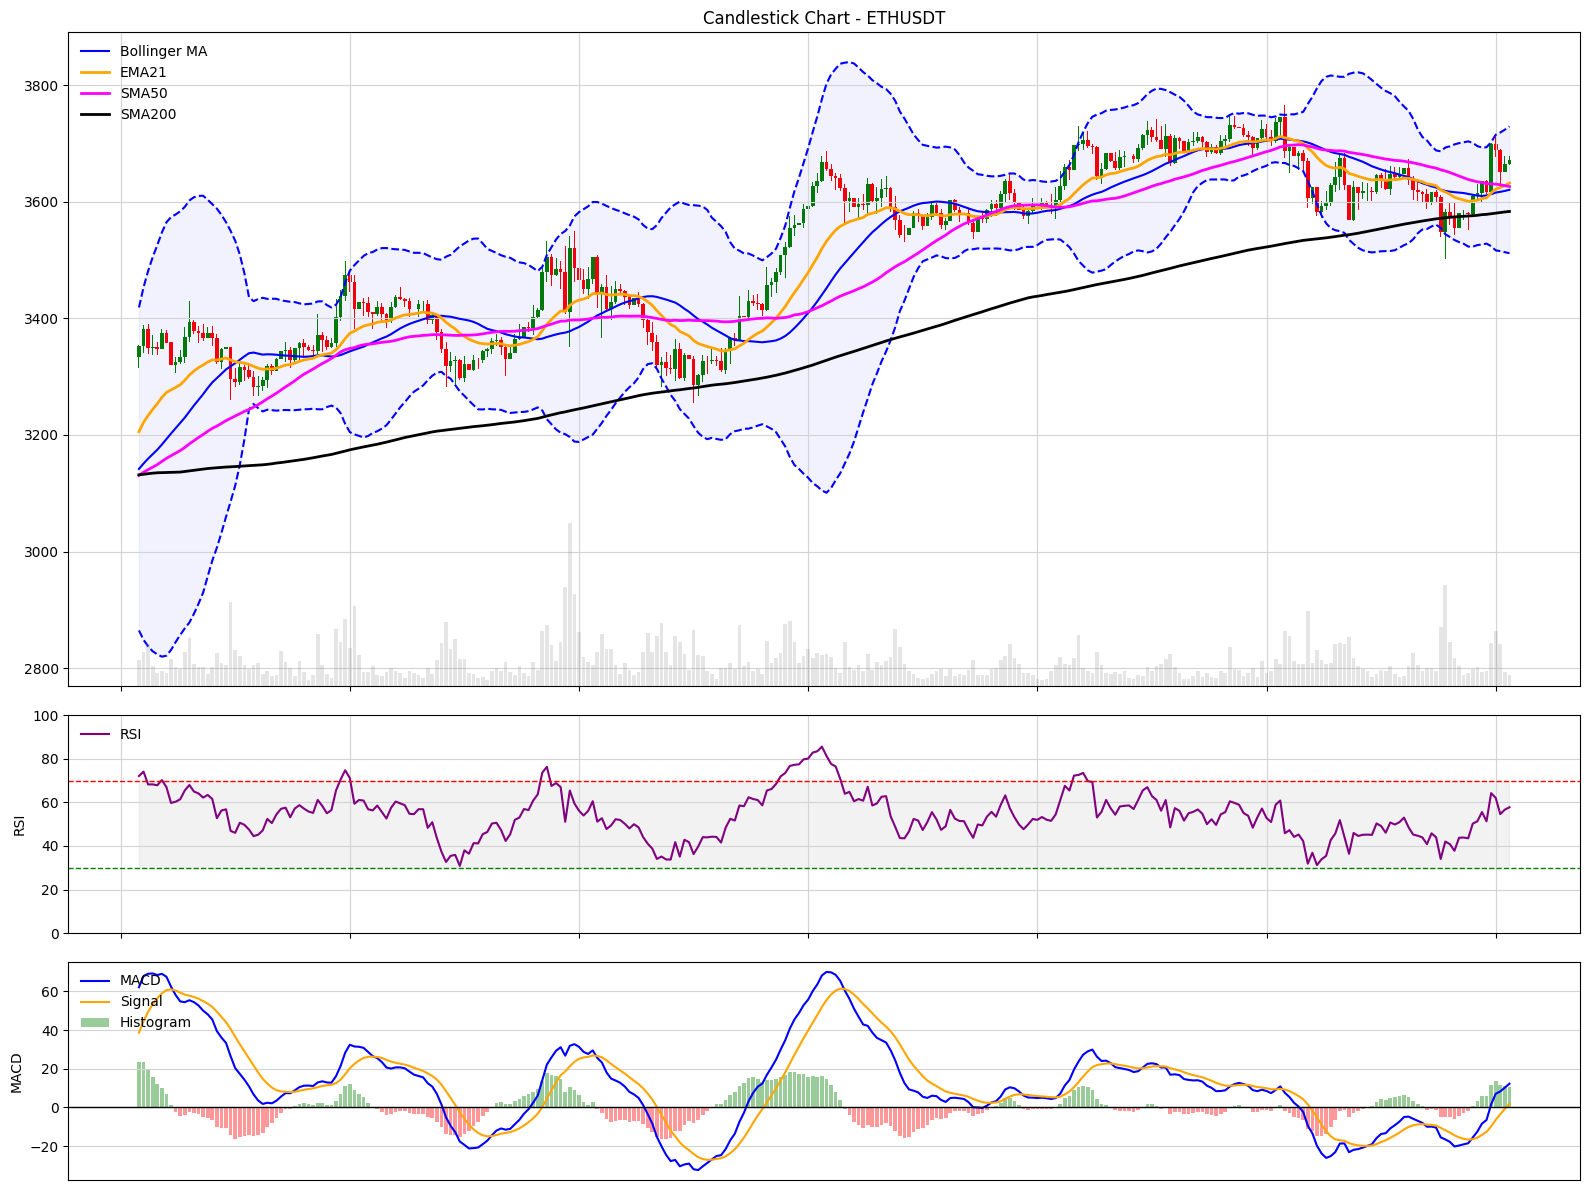 Candlestick Chart - ETHUSDT
Bollinger MA
EMA21
SMA50
SMA200
3800
3600
3400
3200
3000
2800
RSI
100
80
60
40
20
0
RSI
MACD
Signal
Histogram
60
40
20
0
−20
MACD